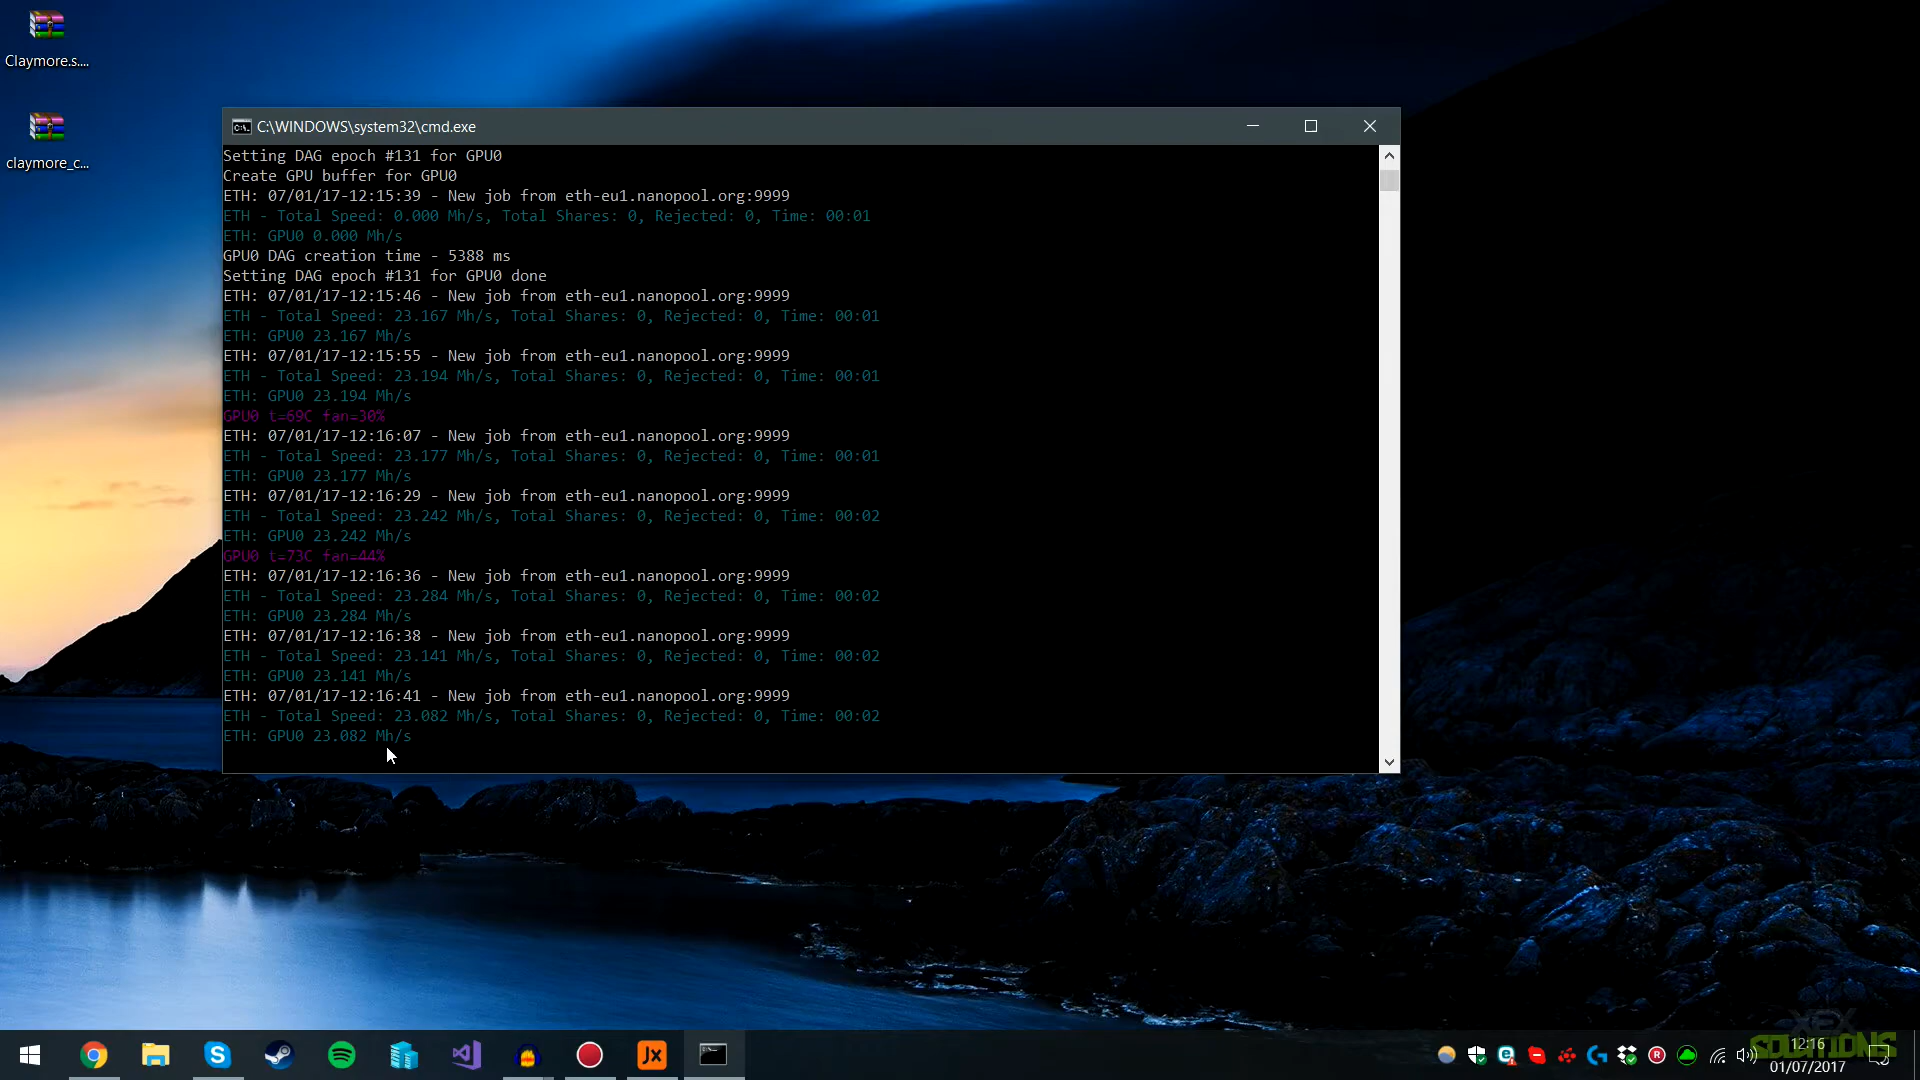 Claymore.s....
claymore_c...
C:\WINDOWS\system32\cmd.exe
Setting DAG epoch #131 for GPU0
Create GPU buffer for GPU0
ETH: 07/01/17-12:15:39 - New job from eth-eu1.nanopool.org:9999
ETH - Total Speed: 0.000 Mh/s, Total Shares: 0, Rejected: 0, Time: 00:01
ETH: GPU0 0.000 Mh/s
GPU0 DAG creation time - 5388 ms
Setting DAG epoch #131 for GPU0 done
ETH: 07/01/17-12:15:46 - New job from eth-eu1.nanopool.org:9999
ETH - Total Speed: 23.167 Mh/s, Total Shares: 0, Rejected: 0, Time: 00:01
ETH: GPU0 23.167 Mh/s
ETH: 07/01/17-12:15:55 - New job from eth-eu1.nanopool.org:9999
ETH - Total Speed: 23.194 Mh/s, Total Shares: 0, Rejected: 0, Time: 00:01
ETH: GPU0 23.194 Mh/s
GPU0 t=69C fan=30%
ETH: 07/01/17-12:16:07 - New job from eth-eu1.nanopool.org:9999
ETH - Total Speed: 23.177 Mh/s, Total Shares: 0, Rejected: 0, Time: 00:01
ETH: GPU0 23.177 Mh/s
ETH: 07/01/17-12:16:29 - New job from eth-eu1.nanopool.org:9999
ETH - Total Speed: 23.242 Mh/s, Total Shares: 0, Rejected: 0, Time: 00:02
ETH: GPU0 23.242 Mh/s
GPU0 t=73C fan=44%
ETH: 07/01/17-12:16:36 - New job from eth-eu1.nanopool.org:9999
ETH - Total Speed: 23.284 Mh/s, Total Shares: 0, Rejected: 0, Time: 00:02
ETH: GPU0 23.284 Mh/s
ETH: 07/01/17-12:16:38 - New job from eth-eu1.nanopool.org:9999
ETH - Total Speed: 23.141 Mh/s, Total Shares: 0, Rejected: 0, Time: 00:02
ETH: GPU0 23.141 Mh/s
ETH: 07/01/17-12:16:41 - New job from eth-eu1.nanopool.org:9999
ETH - Total Speed: 23.082 Mh/s, Total Shares: 0, Rejected: 0, Time: 00:02
ETH: GPU0 23.082 Mh/s
SOLUTIONS
12:16
01/07/2017